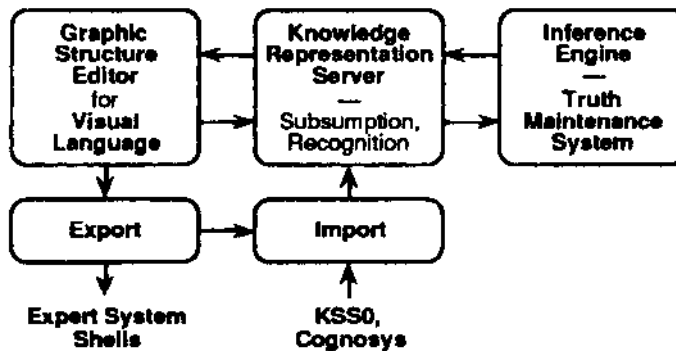 Graphic
Structure
Editor
for
Visual
Language
Knowledge
Representation
Server
—
Subsumption,
Recognition
Inference
Engine
—
Truth
Maintenance
System
Export
Import
Expert System
Shells
KSS0,
Cognosys